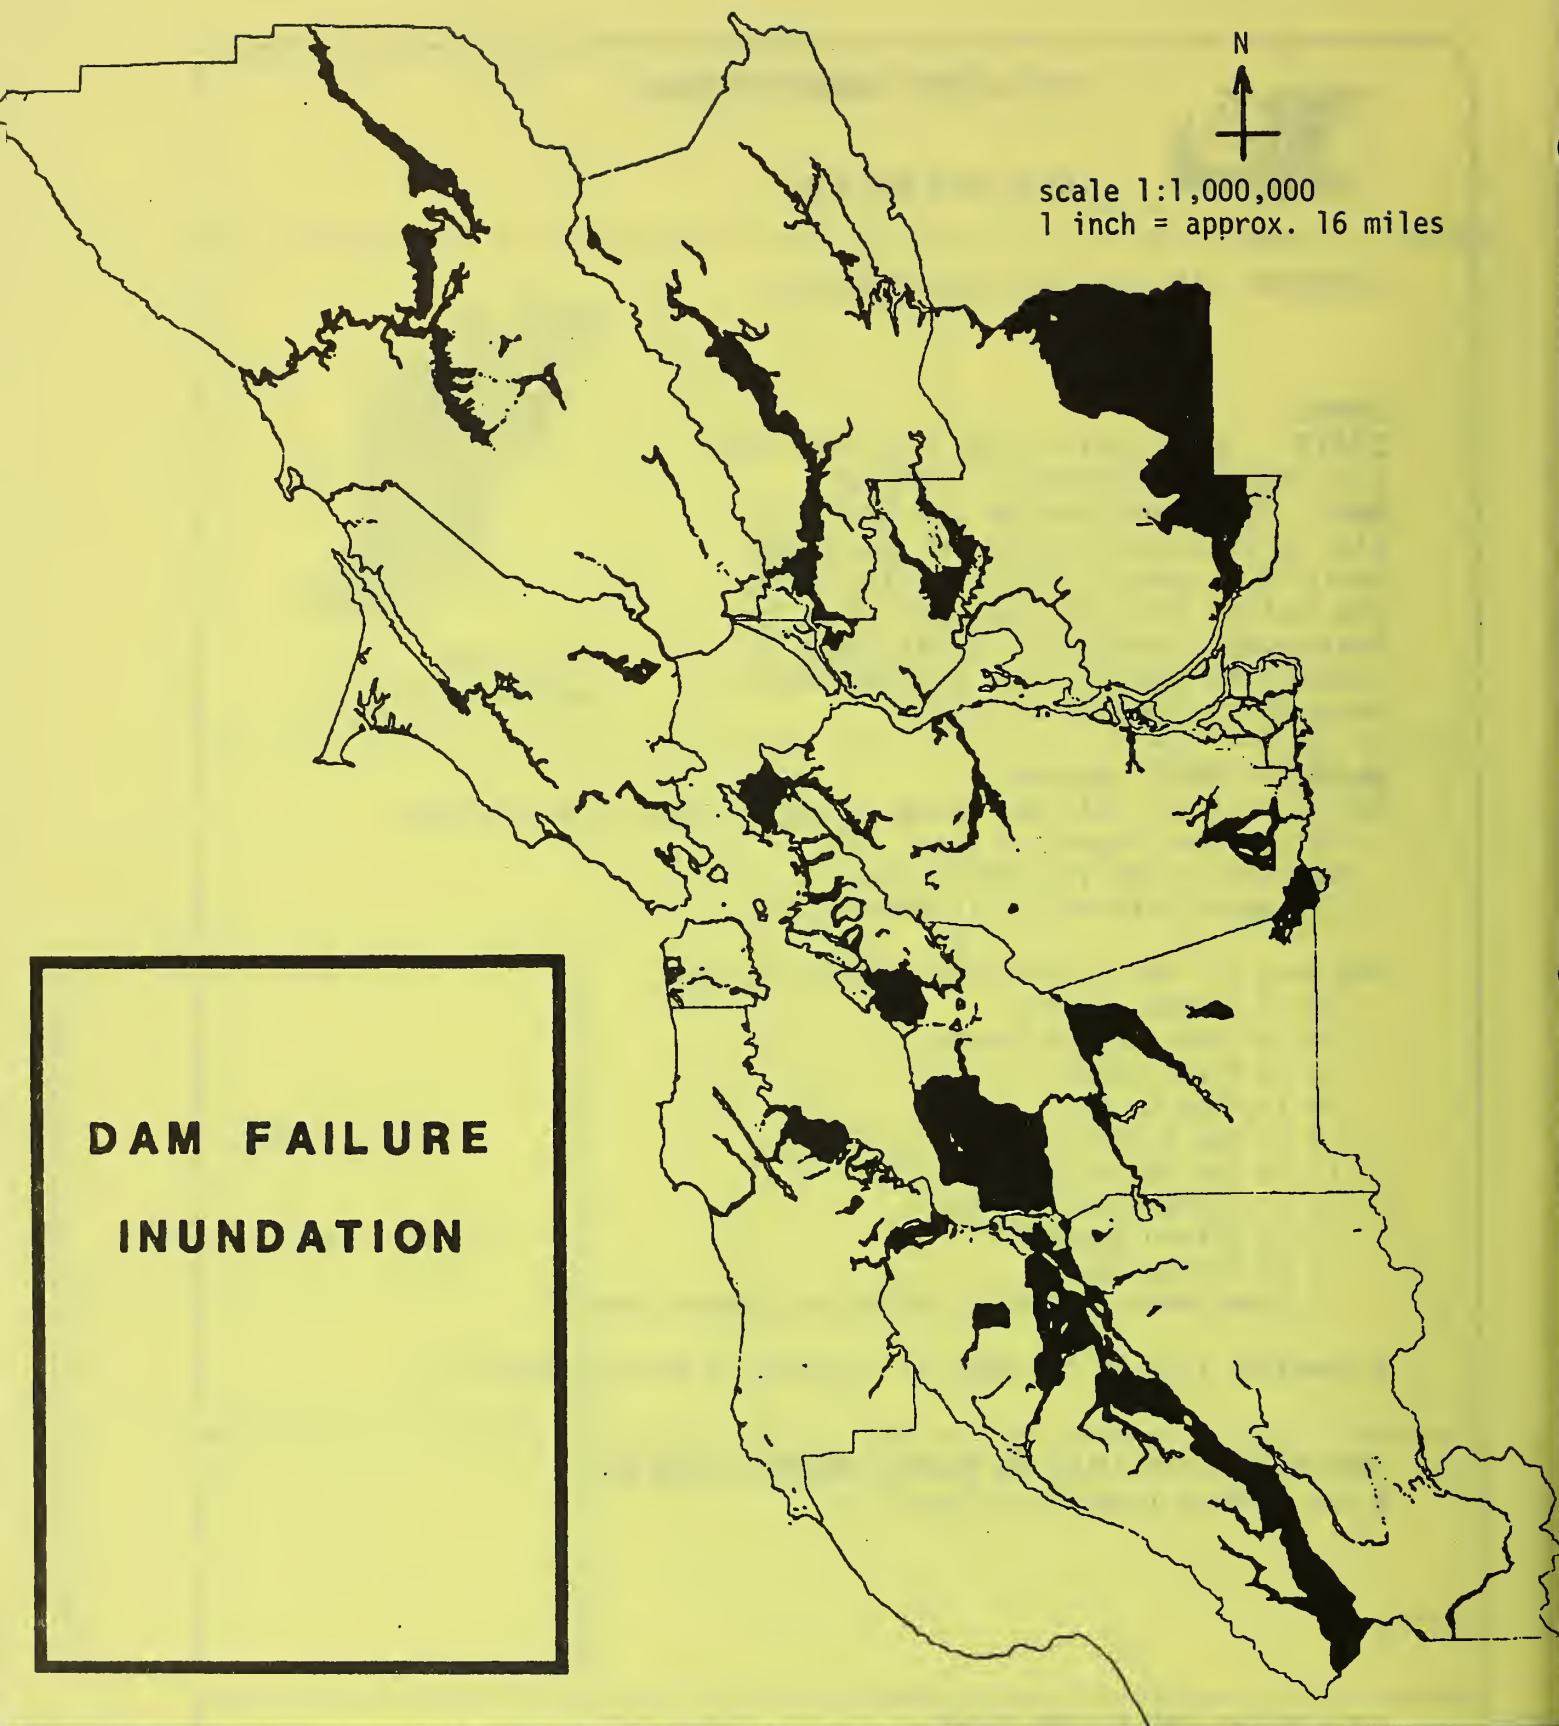 N
scale 1:1,000,000
1 inch = approx. 16 miles
DAM FAILURE
INUNDATION